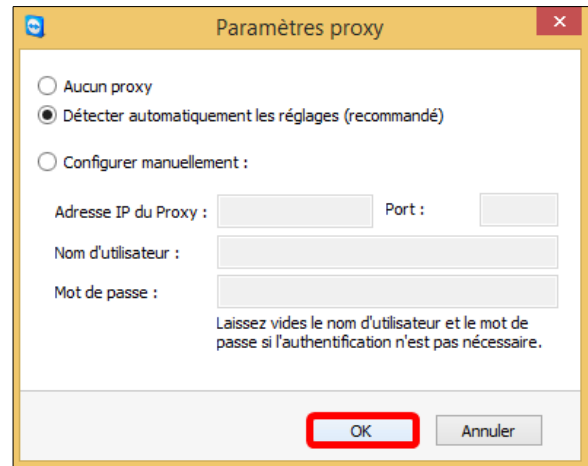 Paramètres proxy
Aucun proxy
Détecter automatiquement les réglages (recommandé)
Configurer manuellement :
Adresse IP du Proxy :
Port :
Nom d'utilisateur :
Mot de passe :
Laissez vides le nom d'utilisateur et le mot de
passe si l'authentification n'est pas nécessaire.
OK
Annuler